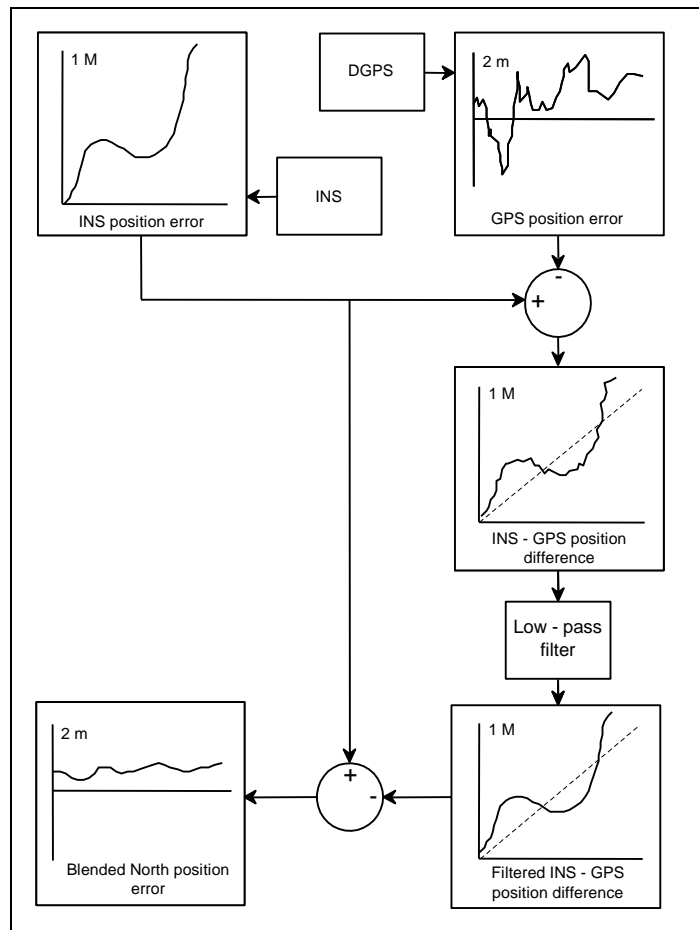 1 M
INS position error
INS
DGPS
2 m
GPS position error
-
+
1 M
INS - GPS position
difference
Low - pass
filter
1 M
Filtered INS - GPS
position difference
+
-
2 m
Blended North position
error